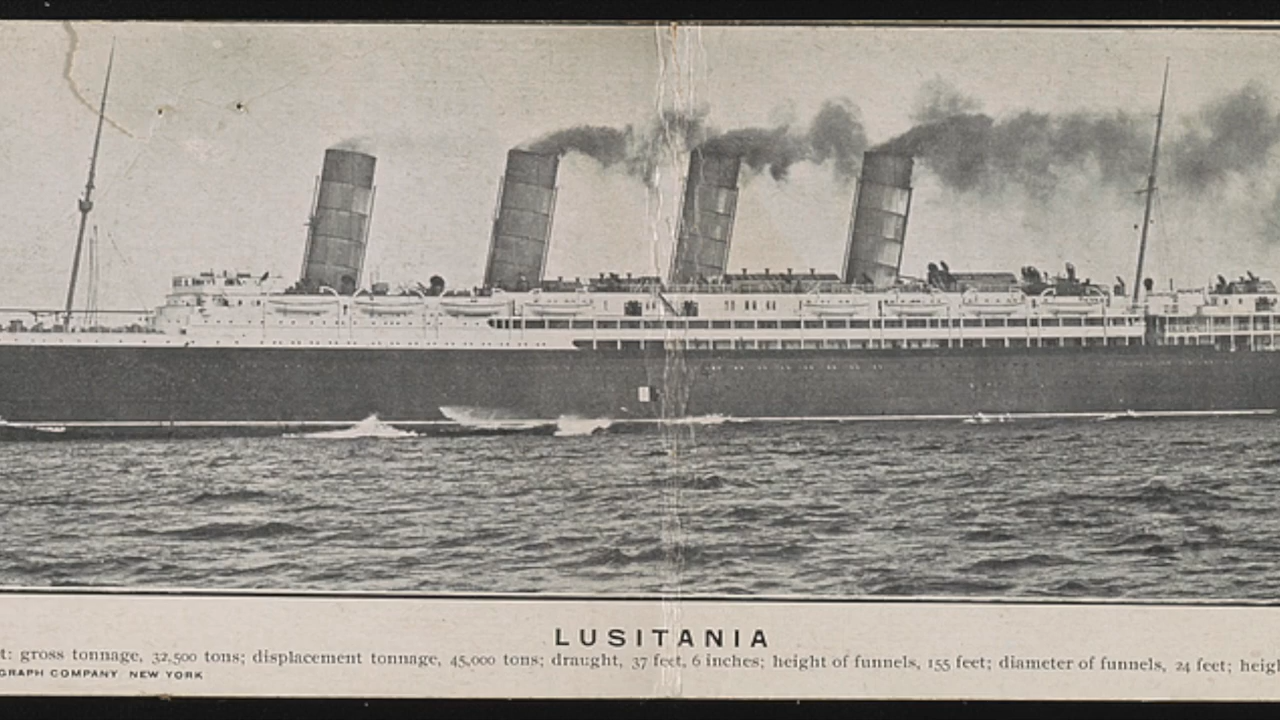 LUSITANIA
t: gross tonnage, 32,500 tons; displacement tonnage, 45,000 tons; draught, 37 feet, 6 inches; height of funnels, 155 feet; diameter of funnels, 24 feet; heig
GRAPH COMPANY NEW YORK